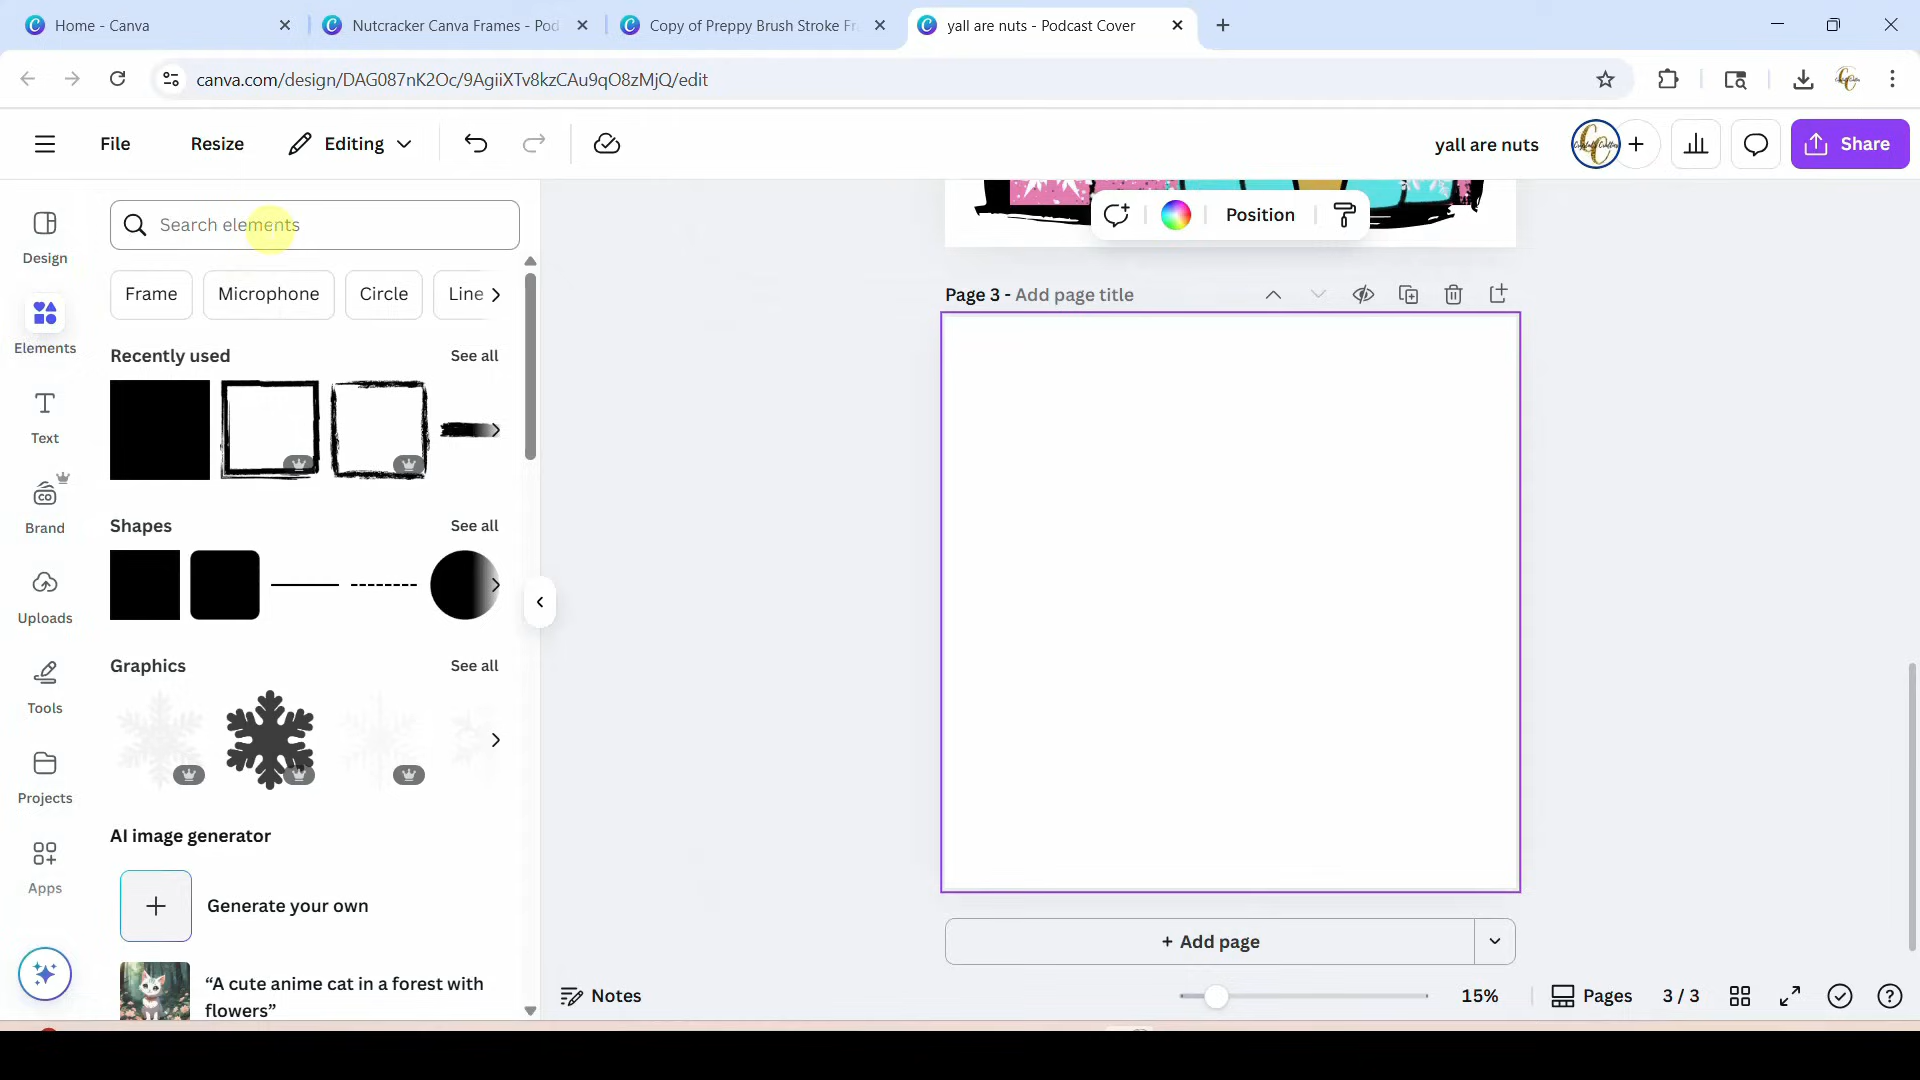 Home - Canva
Nutcracker Canva Frames - Pod
Copy of Preppy Brush Stroke Fr
yall are nuts - Podcast Cover
canva.com/design/DAG087nK2Oc/9AgiiXTv8kzCAu9qO8zMjQ/edit
File
Resize
Editing
yall are nuts
Share
Design
Elements
Text
Brand
Uploads
Tools
Projects
Apps
Search elements
Frame
Microphone
Circle
Line
Recently used
See all
Shapes
See all
Graphics
See all
AI image generator
Generate your own
“A cute anime cat in a forest with
flowers”
Position
Page 3 - Add page title
+ Add page
Notes
15%
Pages
3 / 3